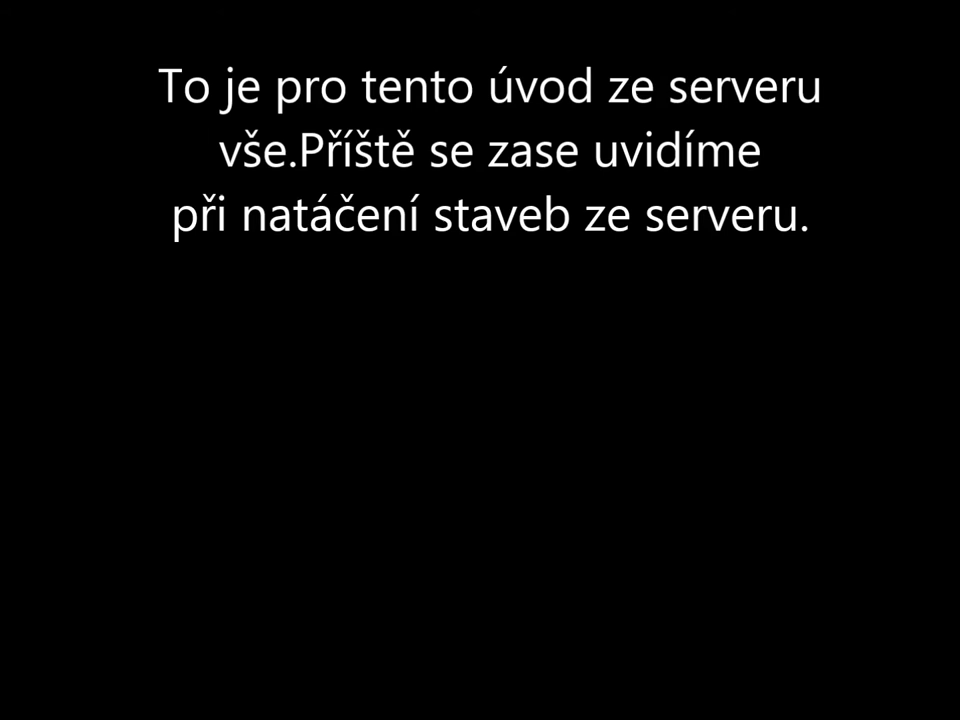 To je pro tento úvod ze serveru
vše.Příště se zase uvidíme
při natáčení staveb ze serveru.